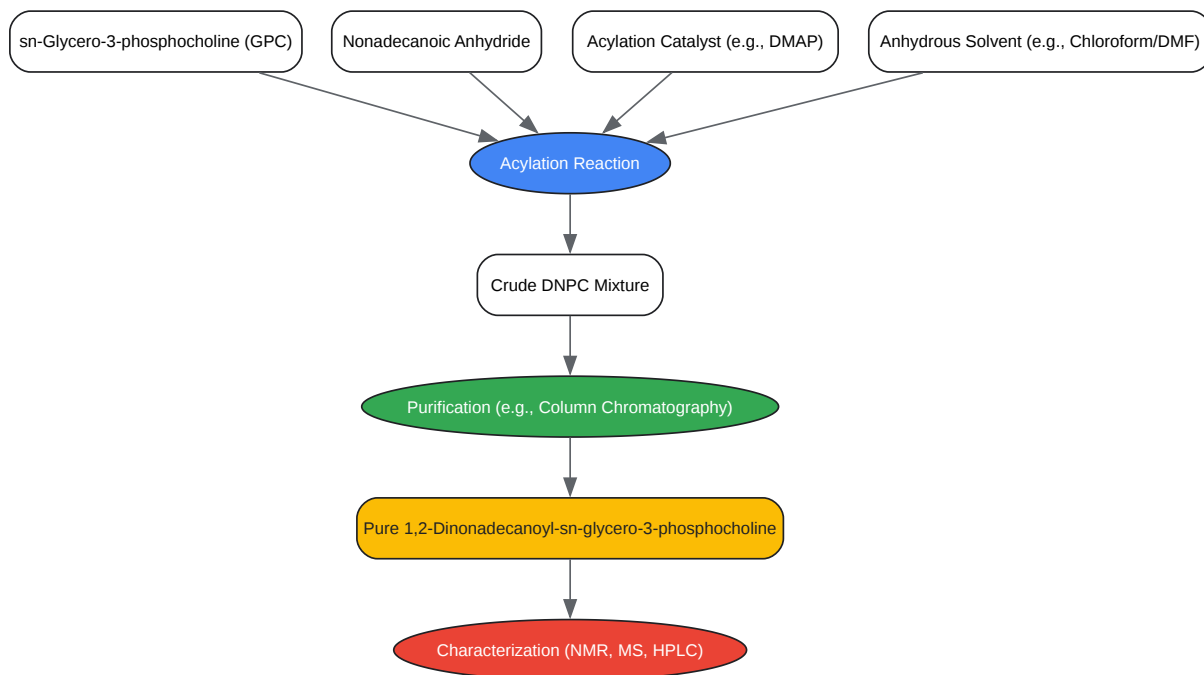 sn-Glycero-3-phosphocholine (GPC)
Nonadecanoic Anhydride
Acylation Catalyst (e.g., DMAP)
Anhydrous Solvent (e.g., Chloroform/DMF)
Acylation Reaction
Crude DNPC Mixture
Purification (e.g., Column Chromatography)
Pure 1,2-Dinonadecanoyl-sn-glycero-3-phosphocholine
Characterization (NMR, MS, HPLC)